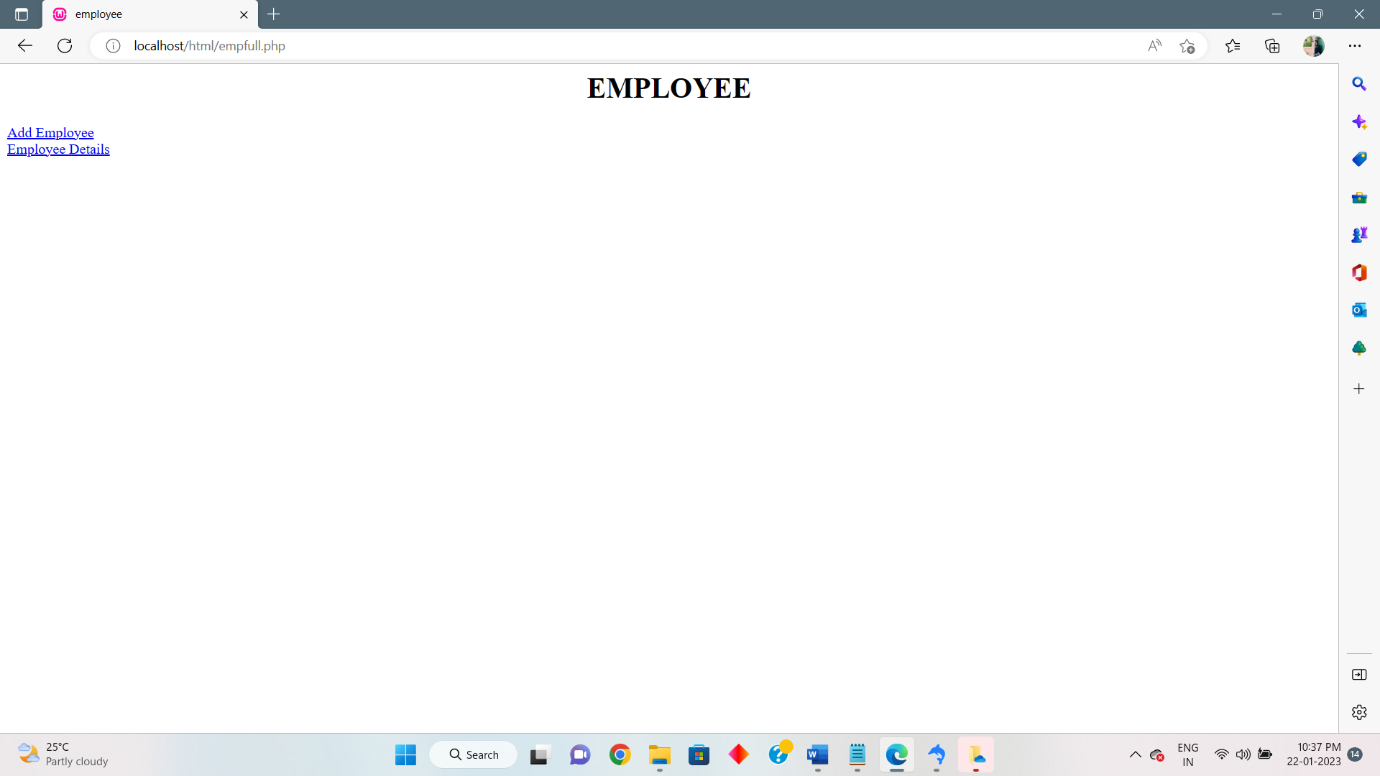 employee
localhost/html/empfull.php
EMPLOYEE
Add Employee
Employee Details
25°C
Partly cloudy
Search
ENG
IN
10:37 PM
22-01-2023
14